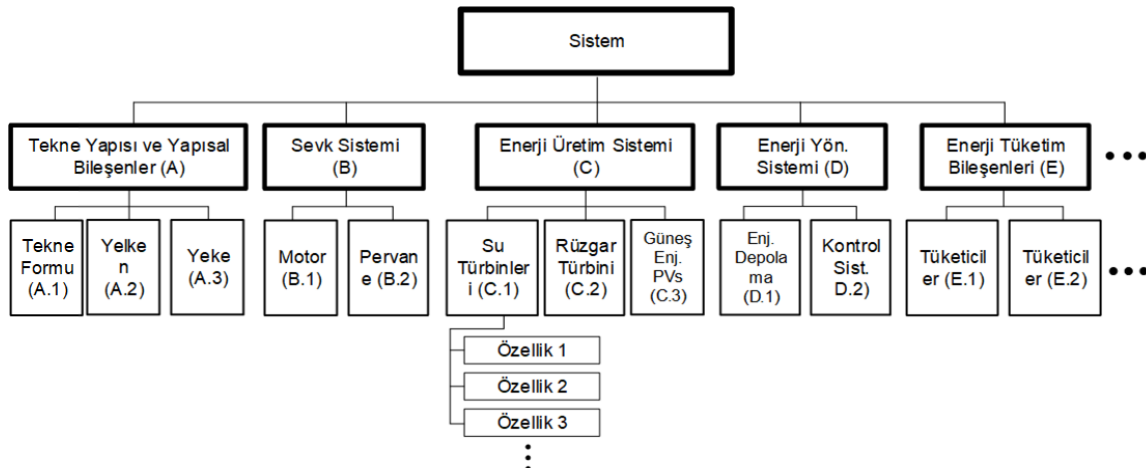 Sistem
Tekne Yapısı ve Yapısal
Bileşenler (A)
Sevk Sistemi
(B)
Enerji Üretim Sistemi
(C)
Enerji Yön.
Sistemi (D)
Enerji Tüketim
Bileşenleri (E)
Tekne
Formu
(A.1)
Yelke
n
(A.2)
Yeke
(A.3)
Motor
(B.1)
Pervan
e (B.2)
Su
Türbinler
i (C.1)
Rüzgar
Türbini
(C.2)
Güneş
Enj.
PVs
(C.3)
Enj.
Depola
ma
(D.1)
Kontrol
Sist.
D.2)
Tüketicil
er (E.1)
Tüketicil
er (E.2)
Özellik 1
Özellik 2
Özellik 3